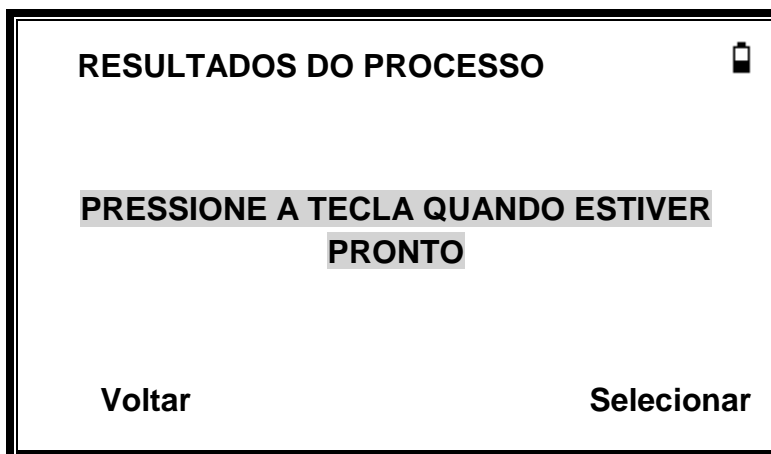 RESULTADOS DO PROCESSO
PRESSIONE A TECLA QUANDO ESTIVER
PRONTO
Voltar Selecionar